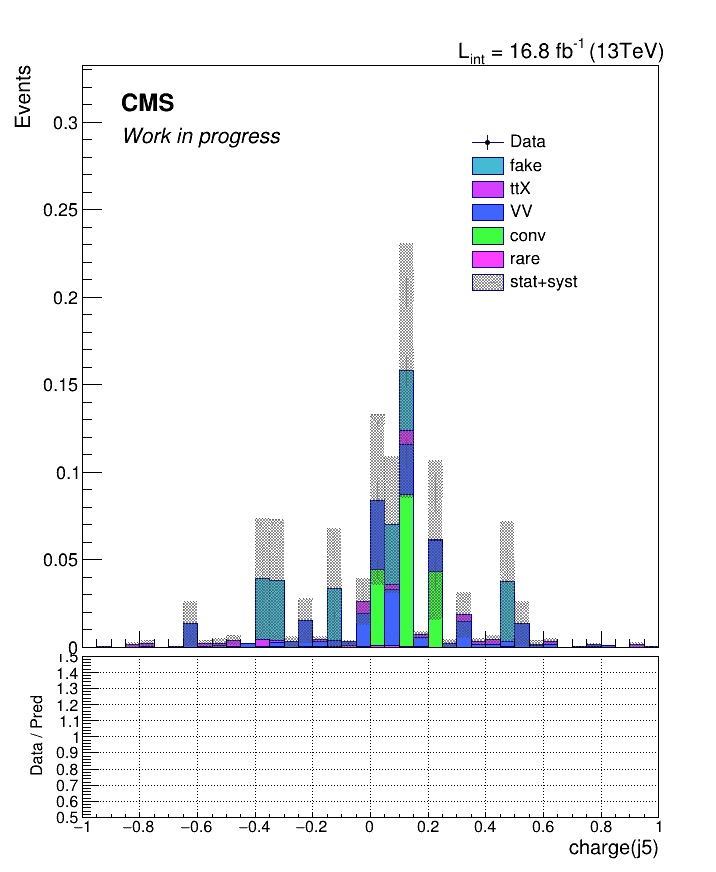 L_int = 16.8 fb⁻¹ (13TeV)
Events
CMS
Work in progress
Data
fake
ttX
VV
conv
rare
stat+syst
0.3
0.25
0.2
0.15
0.1
0.05
0
Data / Pred
1.5
1.4
1.3
1.2
1.1
1
0.9
0.8
0.7
0.6
0.5
−1 −0.8 −0.6 −0.4 −0.2 0 0.2 0.4 0.6 0.8 1
charge(j5)